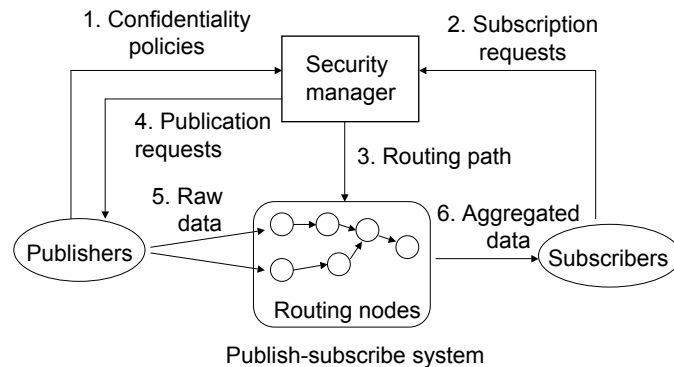 1. Confidentiality
policies
2. Subscription
requests
Security
manager
4. Publication
requests
3. Routing path
5. Raw
data
6. Aggregated
data
Publishers
Subscribers
Routing nodes
Publish-subscribe system